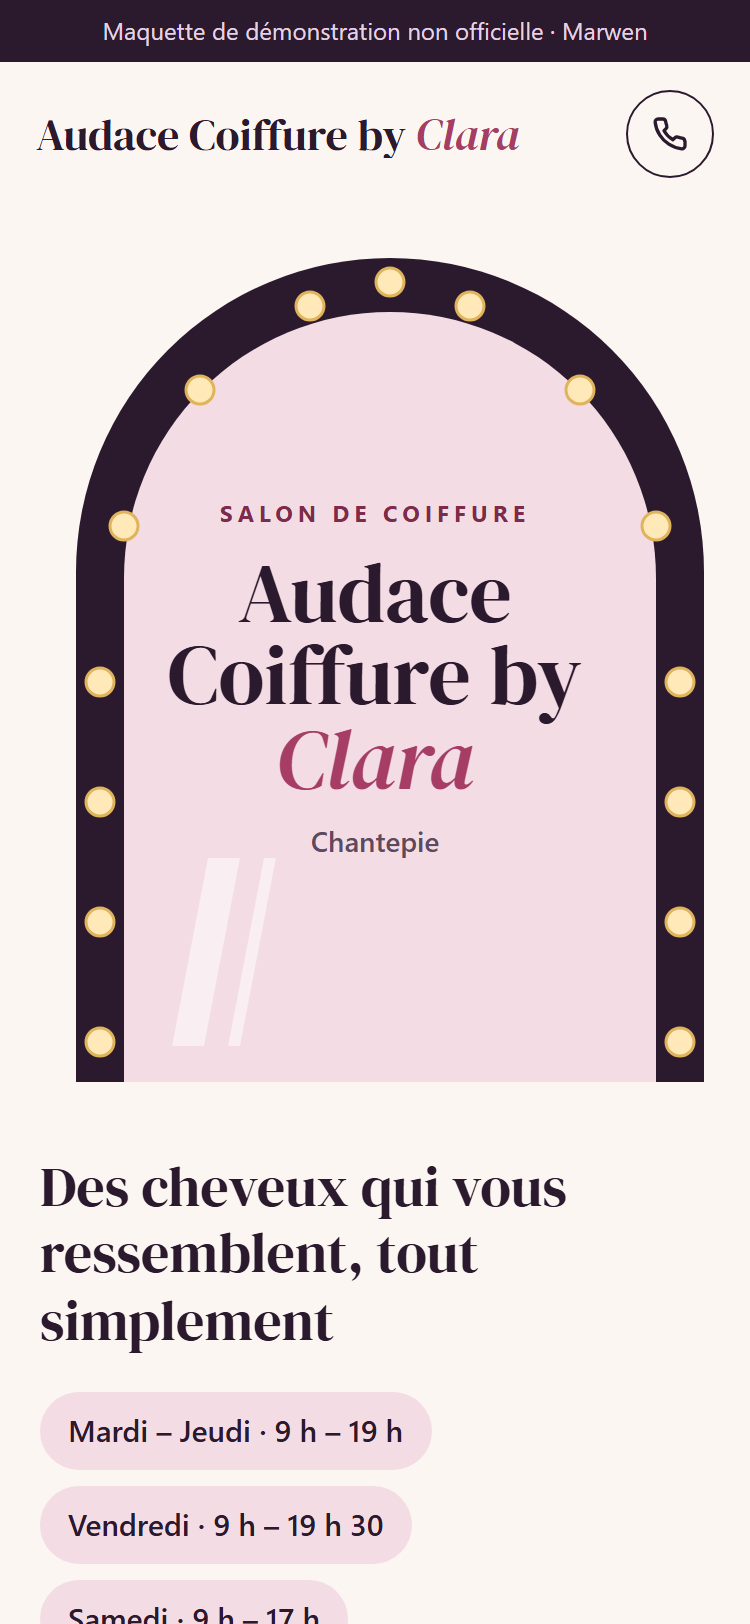 Maquette de démonstration non officielle · Marwen
Audace Coiffure by Clara
SALON DE COIFFURE
Audace
Coiffure by
Clara
Chantepie
Des cheveux qui vous
ressemblent, tout
simplement
Mardi – Jeudi · 9 h – 19 h
Vendredi · 9 h – 19 h 30
Samedi · 9 h – 17 h